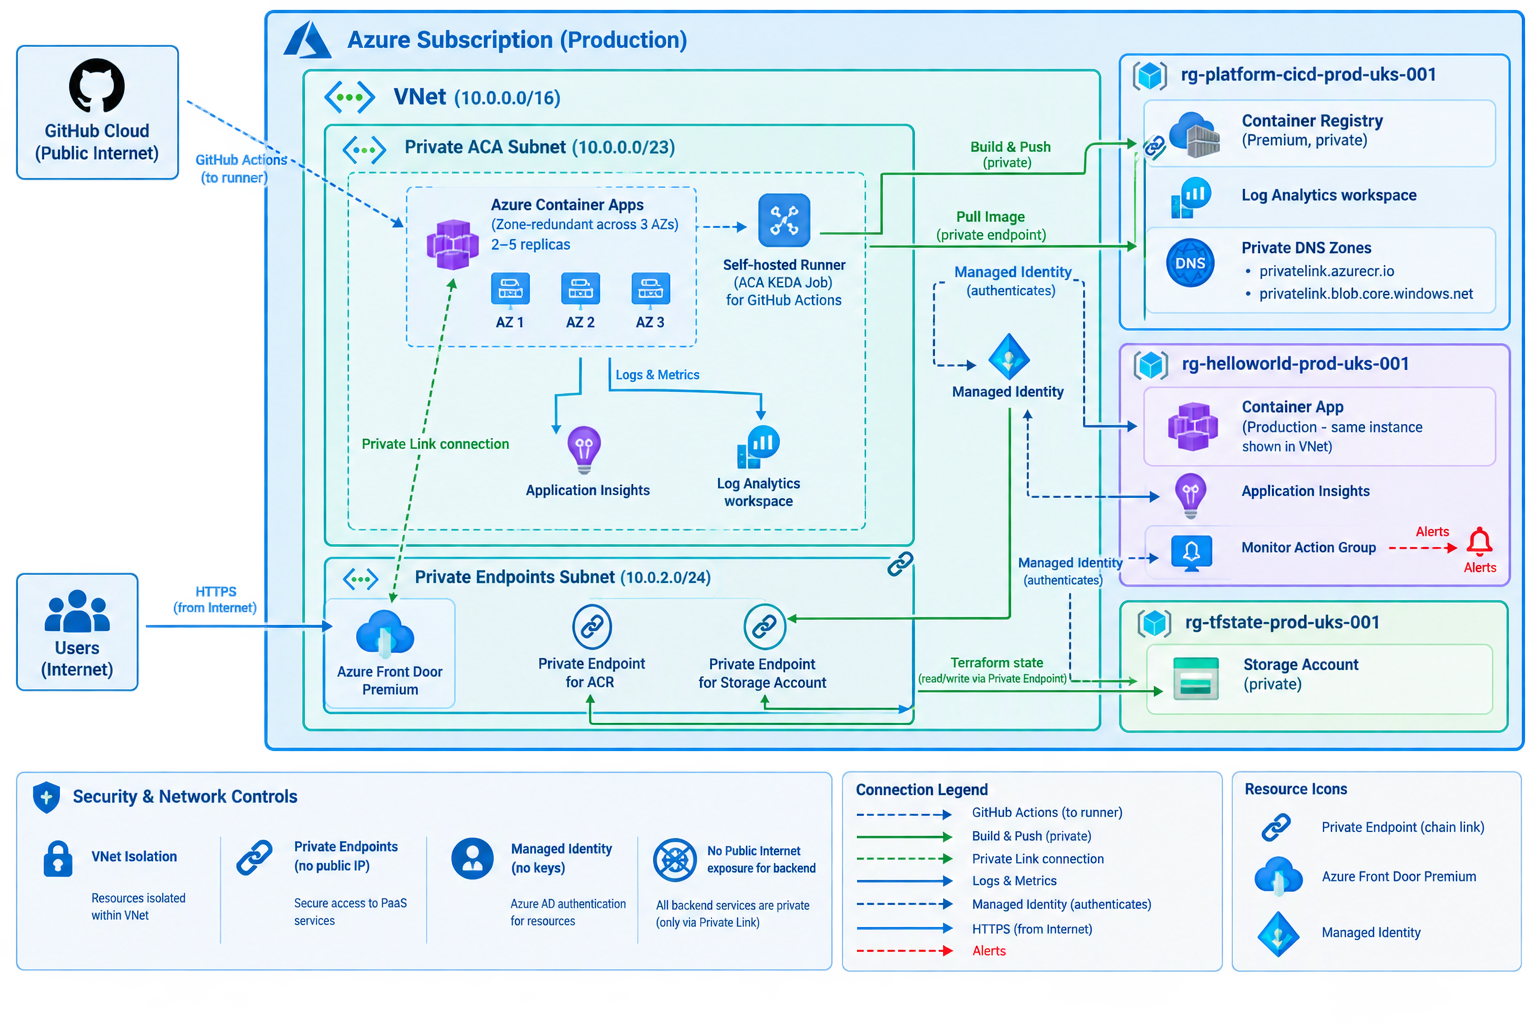 Azure Subscription (Production)
GitHub Cloud
(Public Internet)
GitHub Actions
(to runner)
VNet (10.0.0.0/16)
Private ACA Subnet (10.0.0.0/23)
Azure Container Apps
(Zone-redundant across 3 AZs)
2–5 replicas
AZ 1
AZ 2
AZ 3
Self-hosted Runner
(ACA KEDA Job)
for GitHub Actions
Logs & Metrics
Private Link connection
Application Insights
Log Analytics
workspace
Build & Push
(private)
Pull Image
(private endpoint)
Managed Identity
(authenticates)
Managed Identity
Managed Identity
(authenticates)
rg-platform-cicd-prod-uks-001
Container Registry
(Premium, private)
Log Analytics workspace
DNS
Private DNS Zones
• privatelink.azurecr.io
• privatelink.blob.core.windows.net
rg-helloworld-prod-uks-001
Container App
(Production - same instance
shown in VNet)
Application Insights
Monitor Action Group
Alerts
Alerts
Users
(Internet)
HTTPS
(from Internet)
Private Endpoints Subnet (10.0.2.0/24)
Azure Front Door
Premium
Private Endpoint
for ACR
Private Endpoint
for Storage Account
Terraform state
(read/write via Private Endpoint)
rg-tfstate-prod-uks-001
Storage Account
(private)
Security & Network Controls
VNet Isolation
Resources isolated
within VNet
Private Endpoints
(no public IP)
Secure access to PaaS
services
Managed Identity
(no keys)
Azure AD authentication
for resources
No Public Internet
exposure for backend
All backend services are private
(only via Private Link)
Connection Legend
GitHub Actions (to runner)
Build & Push (private)
Private Link connection
Logs & Metrics
Managed Identity (authenticates)
HTTPS (from Internet)
Alerts
Resource Icons
Private Endpoint (chain link)
Azure Front Door Premium
Managed Identity